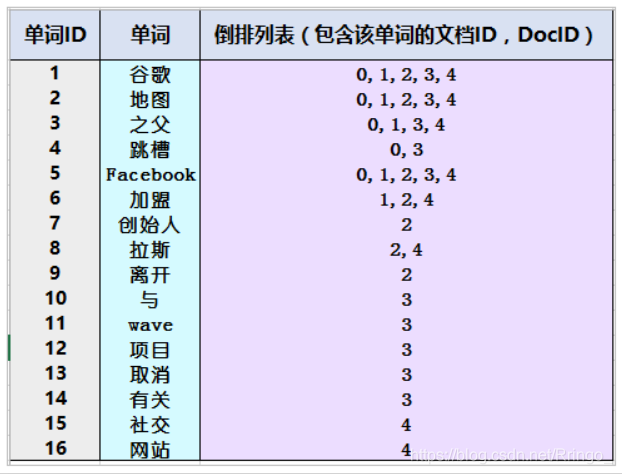 单词ID 单词 倒排列表（包含该单词的文档ID，DocID）
1 谷歌 0,1,2,3,4
2 地图 0,1,2,3,4
3 之父 0,1,3,4
4 跳槽 0,3
5 Facebook 0,1,2,3,4
6 加盟 1,2,4
7 创始人 2
8 拉斯 2,4
9 离开 2
10 与 3
11 wave 3
12 项目 3
13 取消 3
14 有关 3
15 社交 4
16 网站 4
https://blog.csdn.net/Rringo_